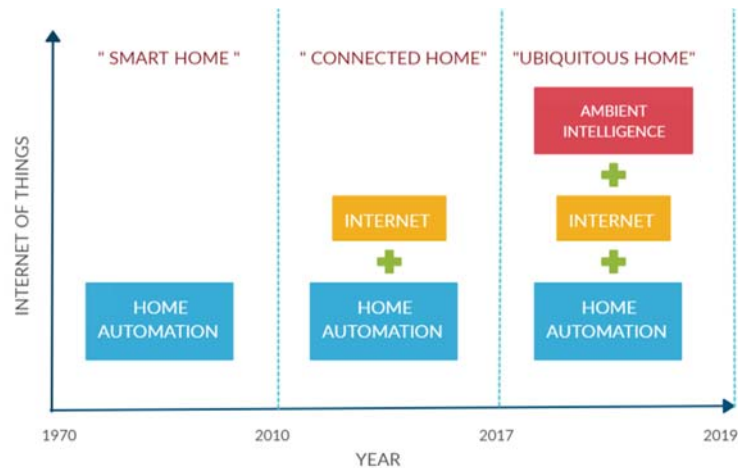 " SMART HOME "
" CONNECTED HOME"
"UBIQUITOUS HOME"
AMBIENT
INTELLIGENCE
INTERNET
INTERNET
HOME
AUTOMATION
HOME
AUTOMATION
HOME
AUTOMATION
INTERNET OF THINGS
1970
2010
2017
2019
YEAR